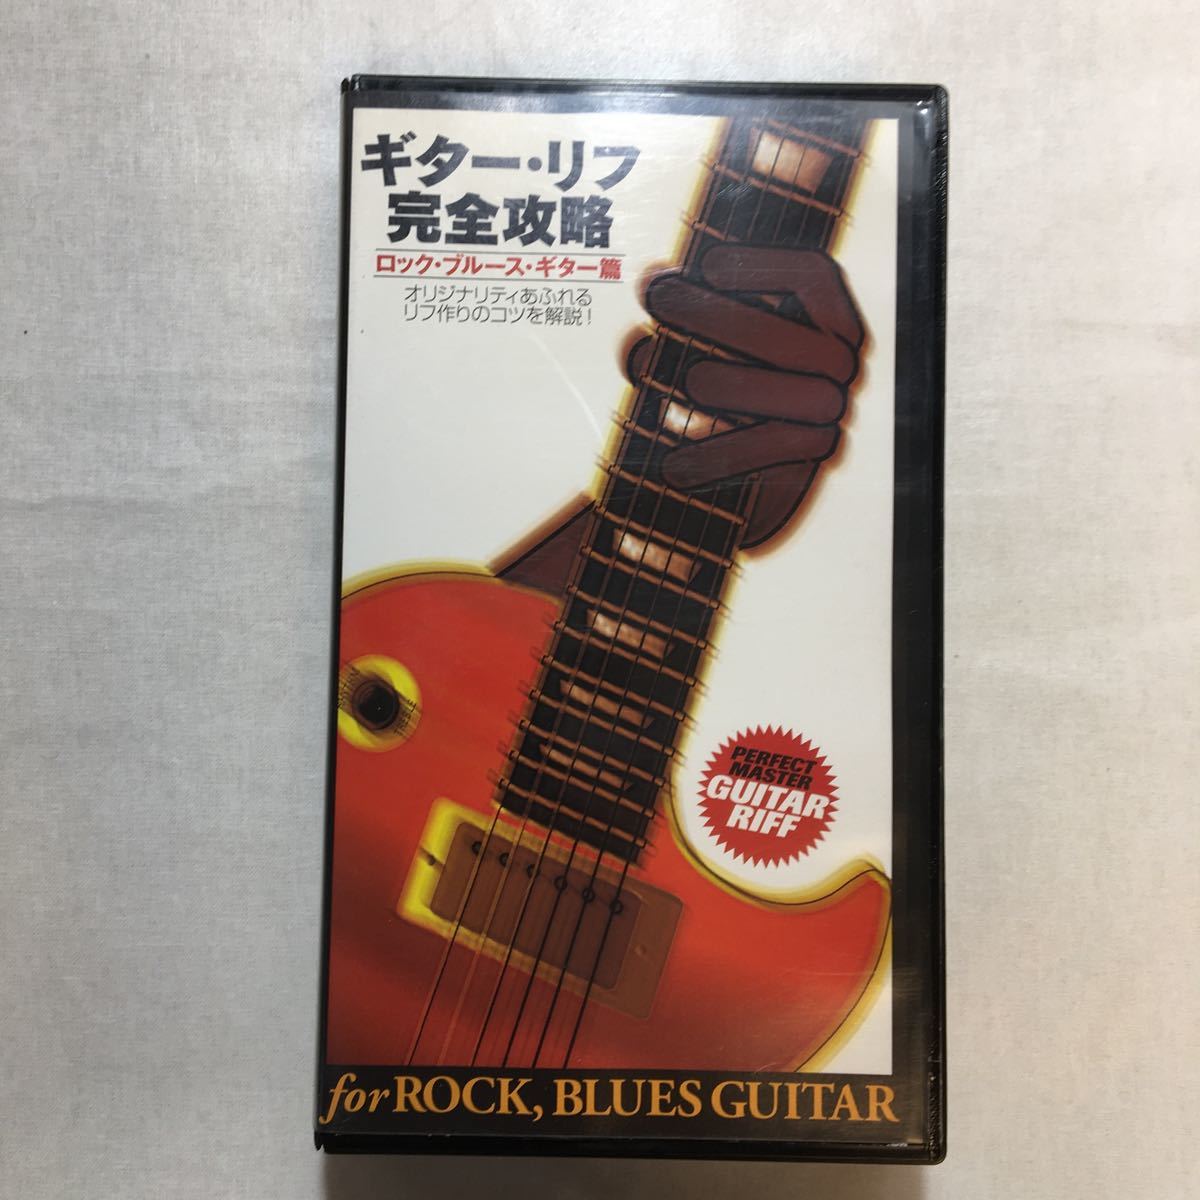 ギター・リフ
完全攻略
ロック・ブルース・ギター篇
オリジナリティあふれる
リフ作りのコツを解説!
PERFECT
MASTER
GUITAR
RIFF
for ROCK, BLUES GUITAR